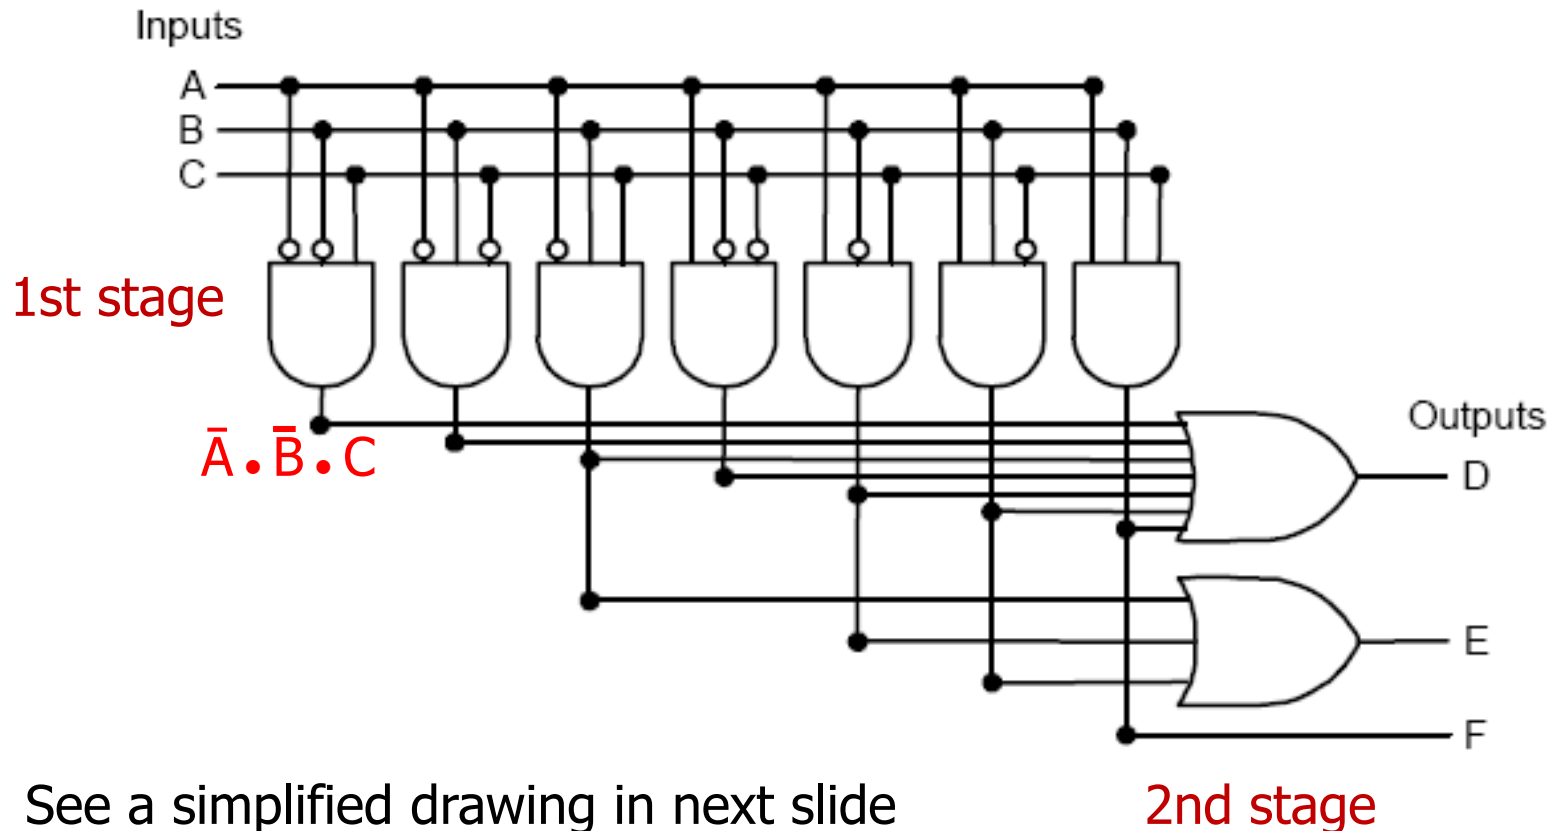 Inputs
A
B
C
1st stage
Outputs
A̅.B̅.C
D
E
F
See a simplified drawing in next slide
2nd stage